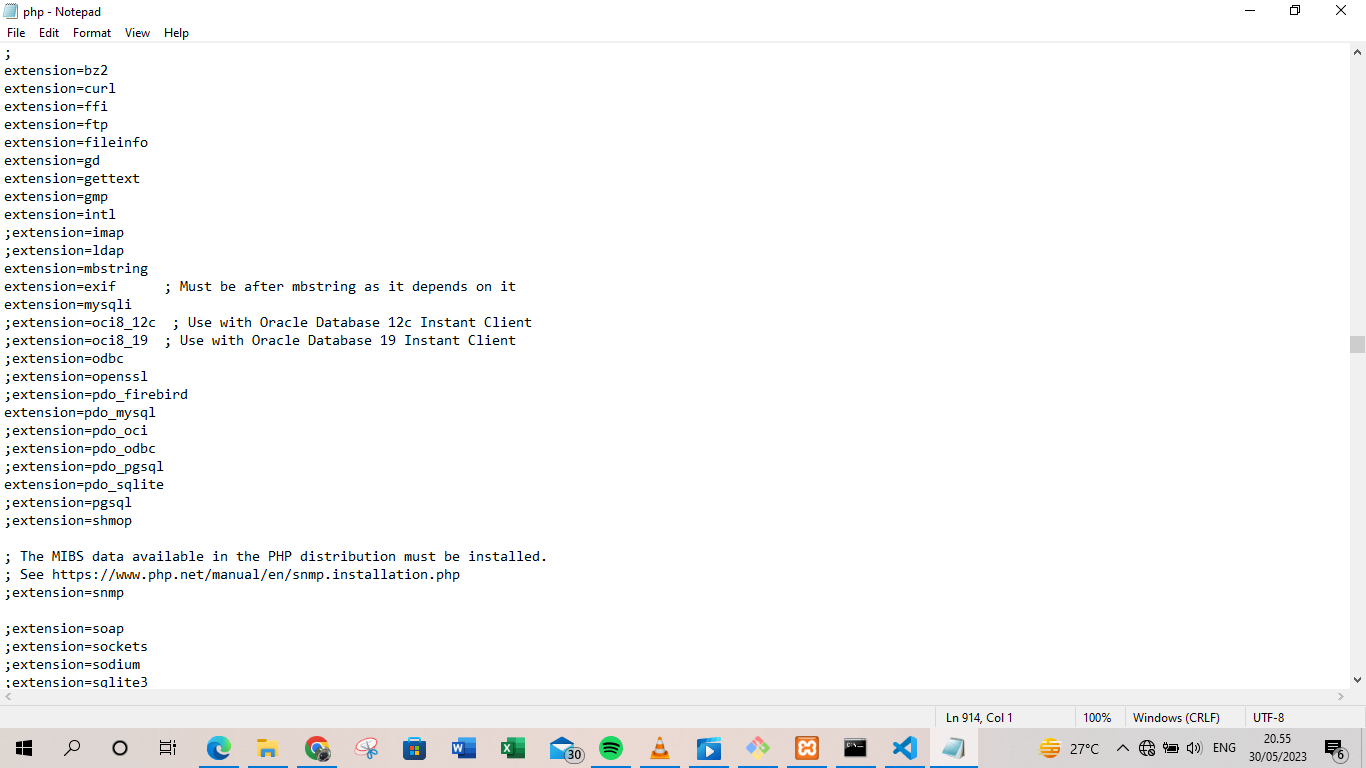 php - Notepad
File Edit Format View Help
;
extension=bz2
extension=curl
extension=ffi
extension=ftp
extension=fileinfo
extension=gd
extension=gettext
extension=gmp
extension=intl
;extension=imap
;extension=ldap
extension=mbstring
extension=exif      ; Must be after mbstring as it depends on it
extension=mysqli
;extension=oci8_12c  ; Use with Oracle Database 12c Instant Client
;extension=oci8_19  ; Use with Oracle Database 19 Instant Client
;extension=odbc
;extension=openssl
;extension=pdo_firebird
extension=pdo_mysql
;extension=pdo_oci
;extension=pdo_odbc
;extension=pdo_pgsql
extension=pdo_sqlite
;extension=pgsql
;extension=shmop
; The MIBS data available in the PHP distribution must be installed.
; See https://www.php.net/manual/en/snmp.installation.php
;extension=snmp
;extension=soap
;extension=sockets
;extension=sodium
;extension=sqlite3
Ln 914, Col 1 100% Windows (CRLF) UTF-8
30 27°C ENG 20.55
30/05/2023 6